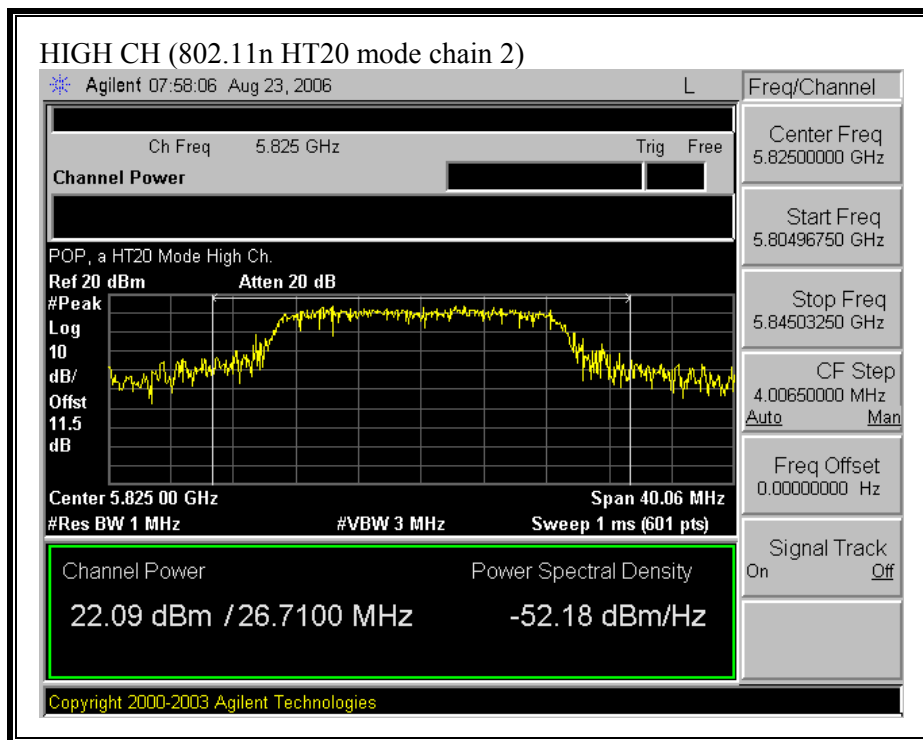 HIGH CH (802.11n HT20 mode chain 2)
Agilent 07:58:06 Aug 23, 2006 L
Freq/Channel
Ch Freq 5.825 GHz Trig Free
Channel Power
Center Freq
5.82500000 GHz
Start Freq
5.80496750 GHz
Stop Freq
5.84503250 GHz
CF Step
4.00650000 MHz
Auto Man
Freq Offset
0.00000000 Hz
Signal Track
On Off
POP, a HT20 Mode High Ch.
Ref 20 dBm Atten 20 dB
#Peak
Log
10
dB/
Offst
11.5
dB
Center 5.825 00 GHz Span 40.06 MHz
#Res BW 1 MHz #VBW 3 MHz Sweep 1 ms (601 pts)
Channel Power Power Spectral Density
22.09 dBm / 26.7100 MHz -52.18 dBm/Hz
Copyright 2000-2003 Agilent Technologies